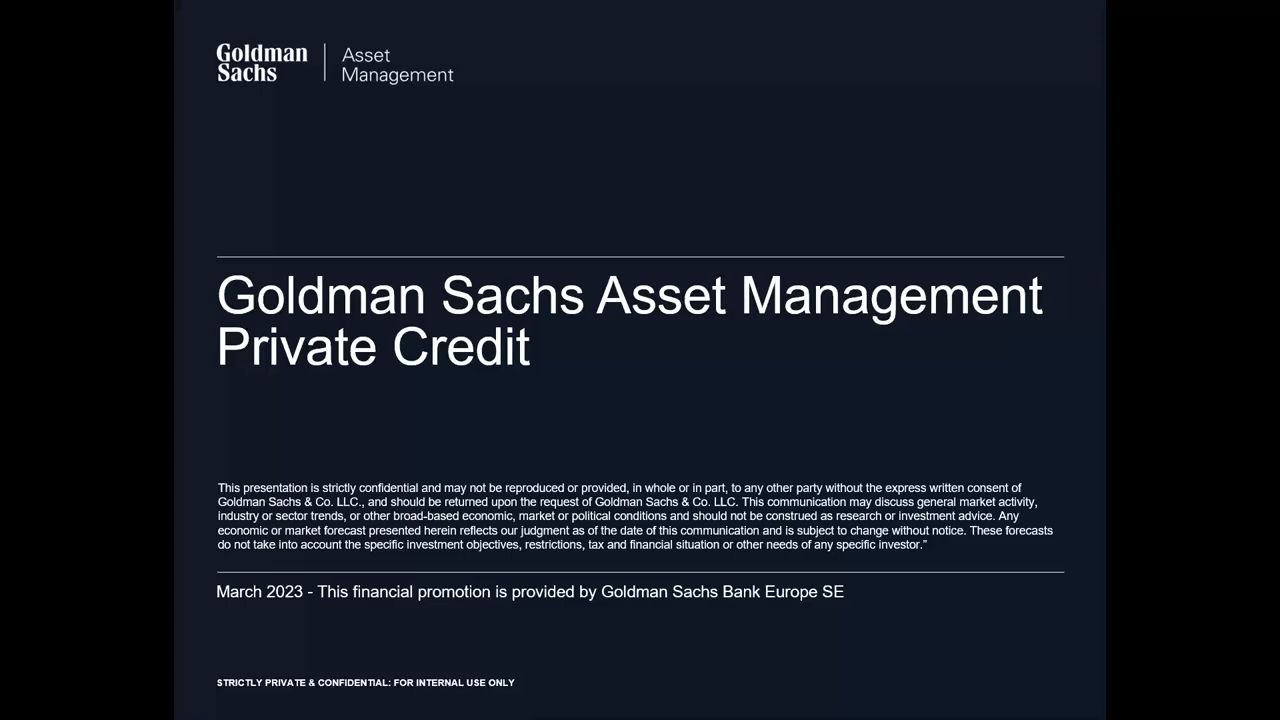 Goldman
Sachs
Asset
Management
Goldman Sachs Asset Management
Private Credit
This presentation is strictly confidential and may not be reproduced or provided, in whole or in part, to any other party without the express written consent of
Goldman Sachs & Co. LLC., and should be returned upon the request of Goldman Sachs & Co. LLC. This communication may discuss general market activity,
industry or sector trends, or other broad-based economic, market or political conditions and should not be construed as research or investment advice. Any
economic or market forecast presented herein reflects our judgment as of the date of this communication and is subject to change without notice. These forecasts
do not take into account the specific investment objectives, restrictions, tax and financial situation or other needs of any specific investor.”
March 2023 - This financial promotion is provided by Goldman Sachs Bank Europe SE
STRICTLY PRIVATE & CONFIDENTIAL: FOR INTERNAL USE ONLY